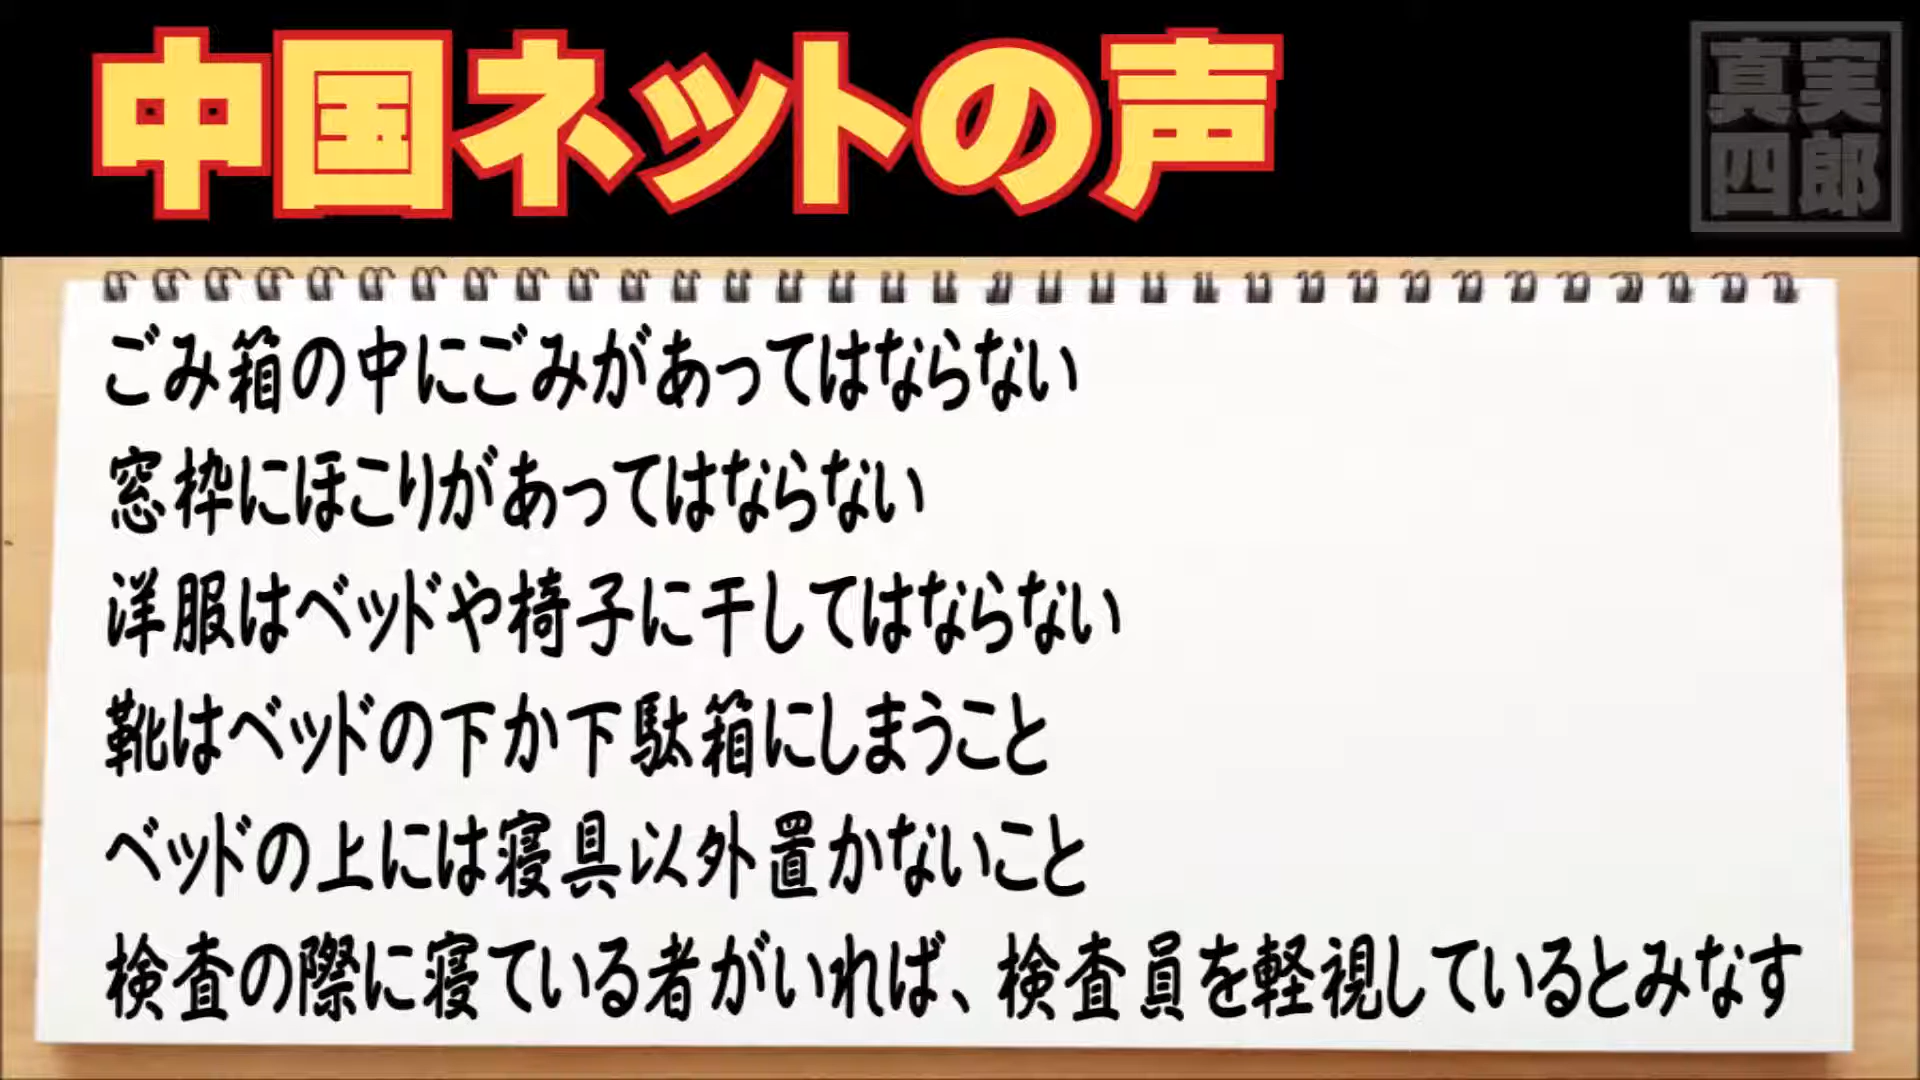 中国ネットの声
真実
四郎
ごみ箱の中にごみがあってはならない
窓枠にほこりがあってはならない
洋服はベッドや椅子に干してはならない
靴はベッドの下か下駄箱にしまうこと
ベッドの上には寝具以外置かないこと
検査の際に寝ている者がいれば、検査員を軽視しているとみなす